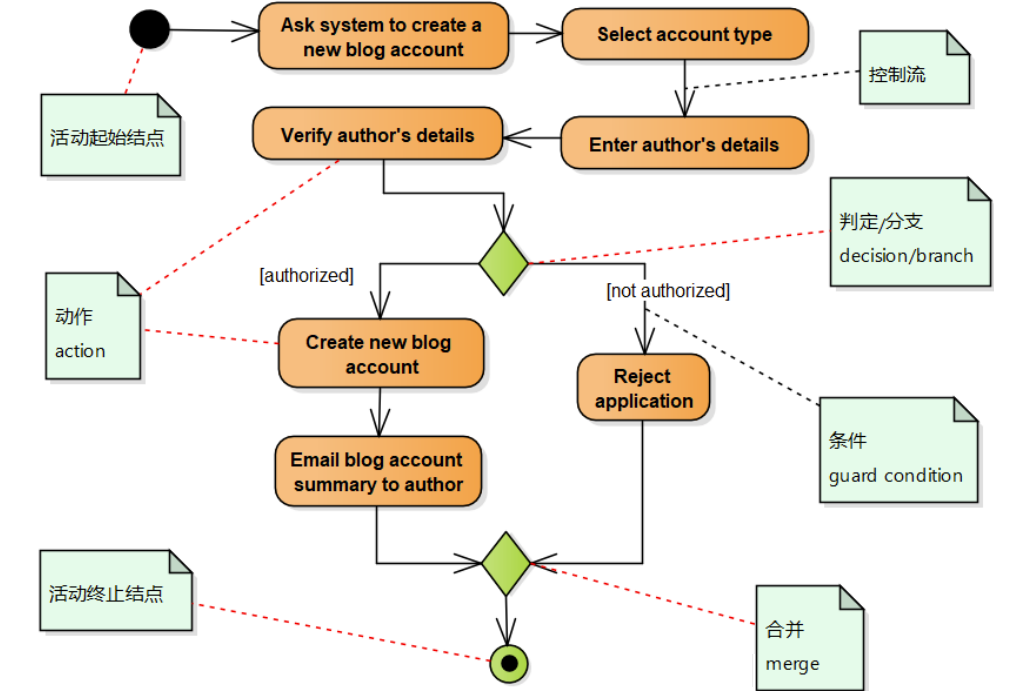 Ask system to create a
new blog account
Select account type
控制流
活动起始结点
Verify author's details
Enter author's details
判定/分支
decision/branch
[authorized]
[not authorized]
动作
action
Create new blog
account
Reject
application
条件
guard condition
Email blog account
summary to author
活动终止结点
合并
merge